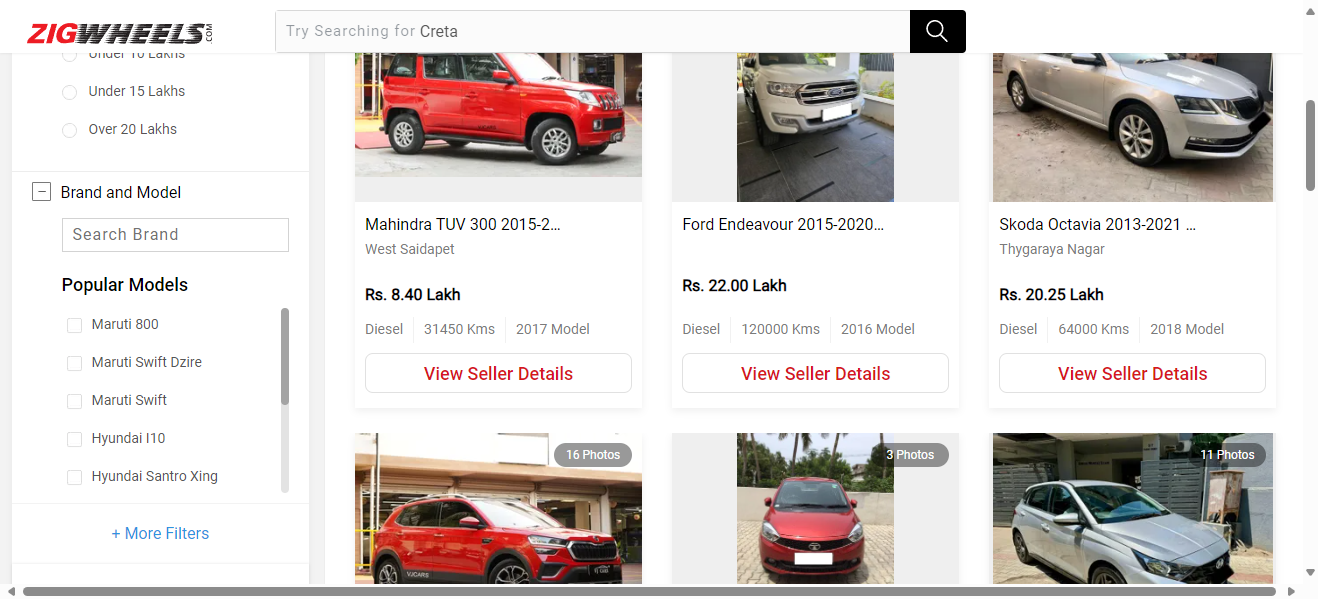 ZIGWHEELS.COM
Try Searching for Creta
Under 10 Lakhs
Under 15 Lakhs
Over 20 Lakhs
Brand and Model
Search Brand
Popular Models
Maruti 800
Maruti Swift Dzire
Maruti Swift
Hyundai I10
Hyundai Santro Xing
+ More Filters
Mahindra TUV 300 2015-2...
West Saidapet
Rs. 8.40 Lakh
Diesel 31450 Kms 2017 Model
View Seller Details
Ford Endeavour 2015-2020...
Rs. 22.00 Lakh
Diesel 120000 Kms 2016 Model
View Seller Details
Skoda Octavia 2013-2021 ...
Thygaraya Nagar
Rs. 20.25 Lakh
Diesel 64000 Kms 2018 Model
View Seller Details
16 Photos
VJCARS
3 Photos
11 Photos